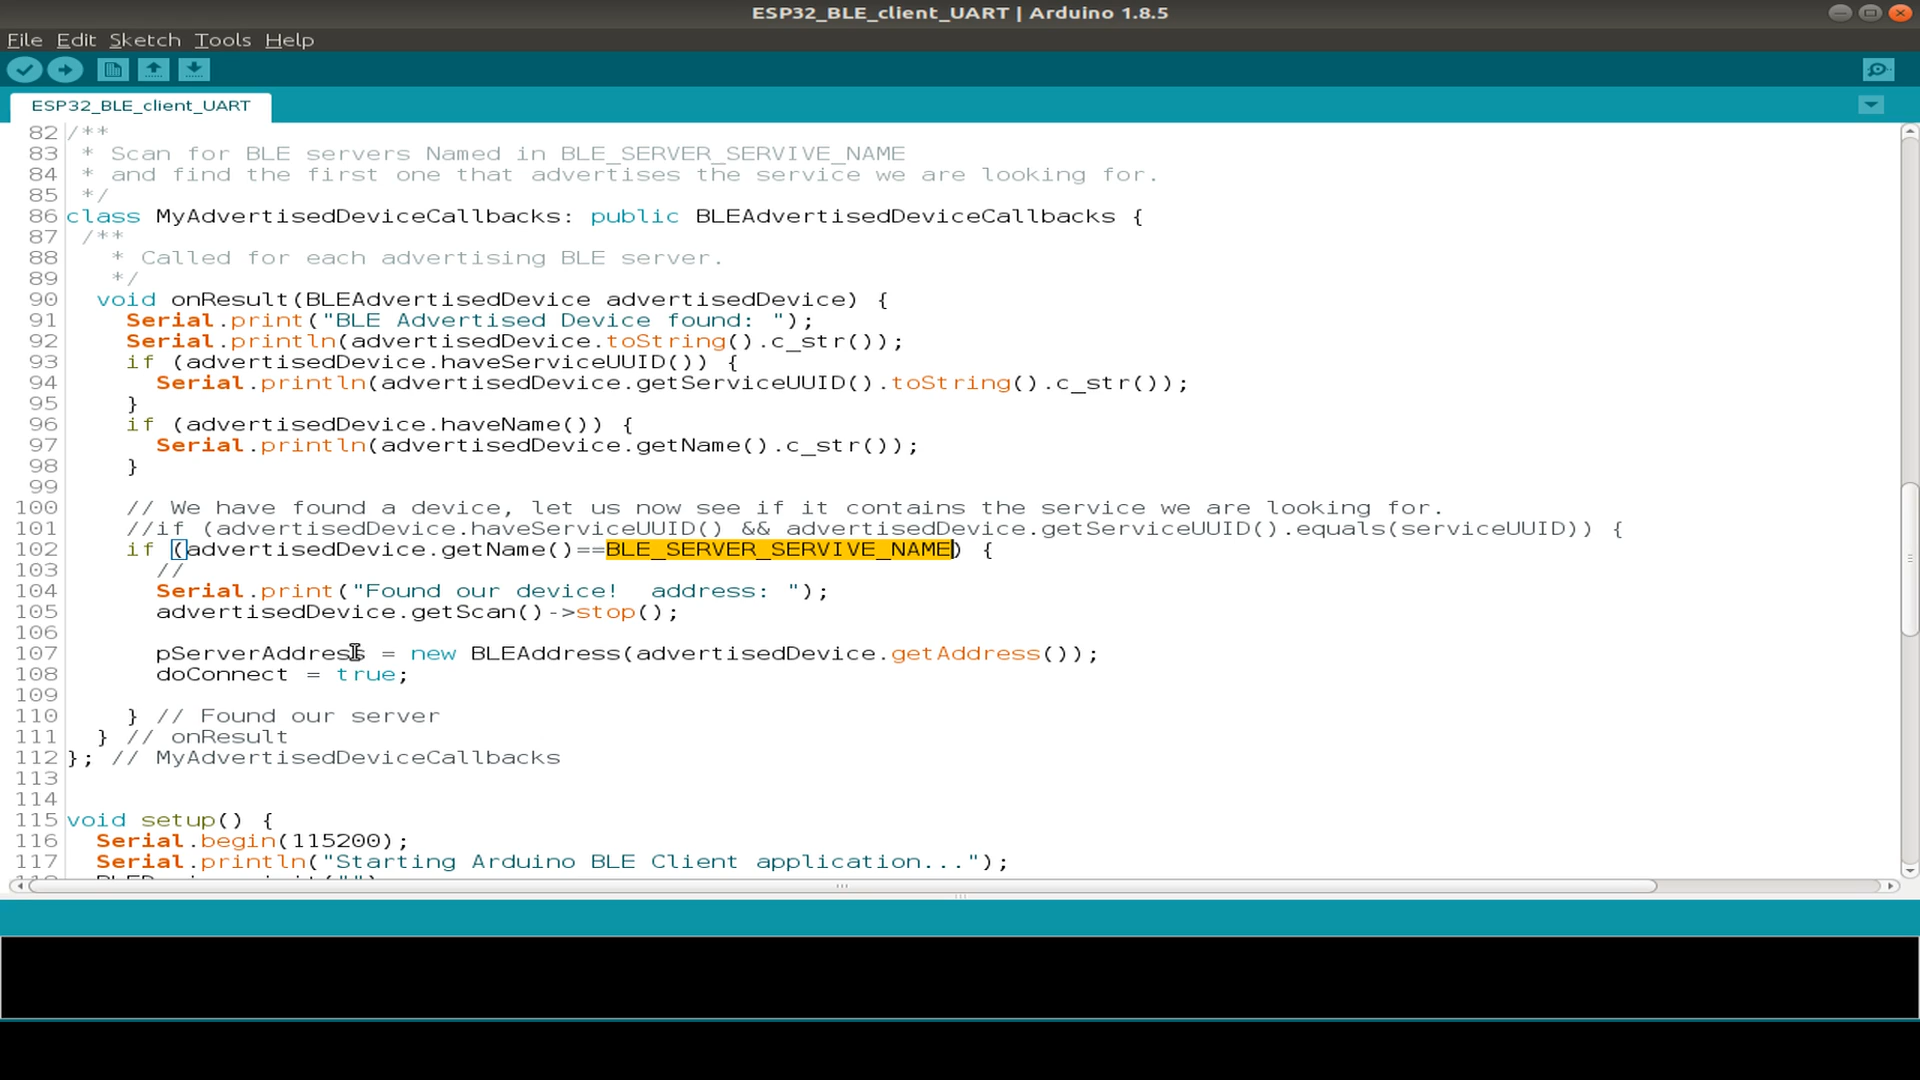 ESP32_BLE_client_UART | Arduino 1.8.5
File Edit Sketch Tools Help
ESP32_BLE_client_UART
82 /**
83  * Scan for BLE servers Named in BLE_SERVER_SERVIVE_NAME
84  * and find the first one that advertises the service we are looking for.
85  */
86 class MyAdvertisedDeviceCallbacks: public BLEAdvertisedDeviceCallbacks {
87  /**
88    * Called for each advertising BLE server.
89    */
90   void onResult(BLEAdvertisedDevice advertisedDevice) {
91     Serial.print("BLE Advertised Device found: ");
92     Serial.println(advertisedDevice.toString().c_str());
93     if (advertisedDevice.haveServiceUUID()) {
94       Serial.println(advertisedDevice.getServiceUUID().toString().c_str());
95     }
96     if (advertisedDevice.haveName()) {
97       Serial.println(advertisedDevice.getName().c_str());
98     }
99
100     // We have found a device, let us now see if it contains the service we are looking for.
101     //if (advertisedDevice.haveServiceUUID() && advertisedDevice.getServiceUUID().equals(serviceUUID)) {
102     if (advertisedDevice.getName()==BLE_SERVER_SERVIVE_NAME) {
103       //
104       Serial.print("Found our device!  address: ");
105       advertisedDevice.getScan()->stop();
106
107       pServerAddress = new BLEAddress(advertisedDevice.getAddress());
108       doConnect = true;
109
110     } // Found our server
111   } // onResult
112 }; // MyAdvertisedDeviceCallbacks
113
114
115 void setup() {
116   Serial.begin(115200);
117   Serial.println("Starting Arduino BLE Client application...");